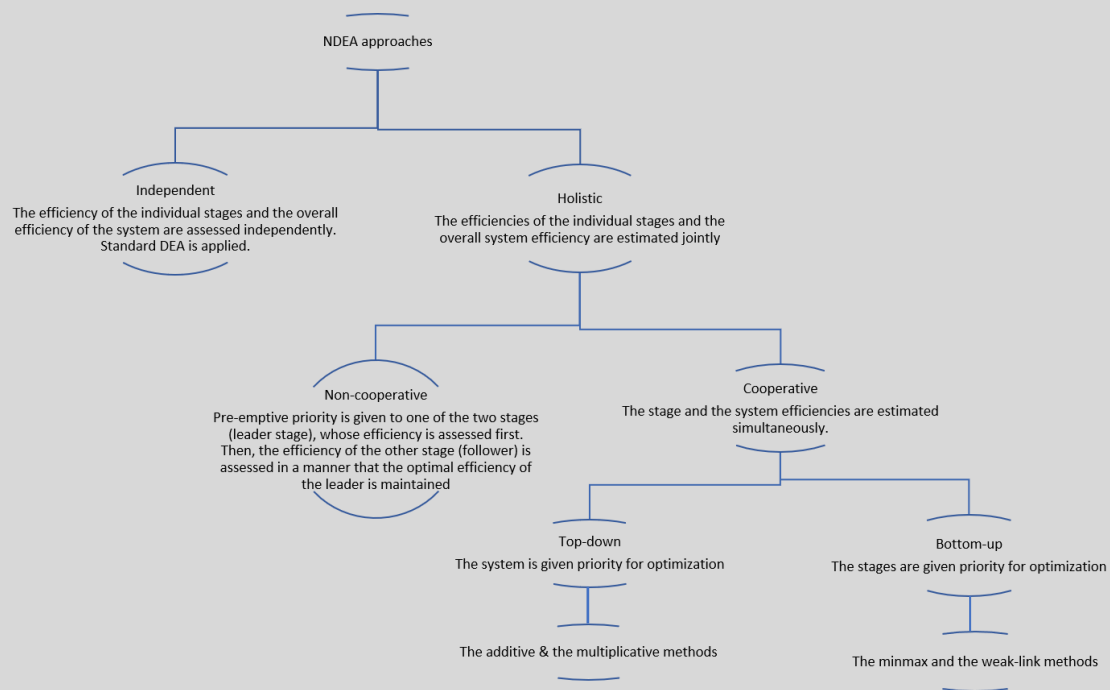 NDEA approaches
Independent
The efficiency of the individual stages and the overall
efficiency of the system are assessed independently.
Standard DEA is applied.
Holistic
The efficiencies of the individual stages and the
overall system efficiency are estimated jointly
Non-cooperative
Pre-emptive priority is given to one of the two stages
(leader stage), whose efficiency is assessed first.
Then, the efficiency of the other stage (follower) is
assessed in a manner that the optimal efficiency of
the leader is maintained
Cooperative
The stage and the system efficiencies are estimated
simultaneously.
Top-down
The system is given priority for optimization
Bottom-up
The stages are given priority for optimization
The additive & the multiplicative methods
The minmax and the weak-link methods